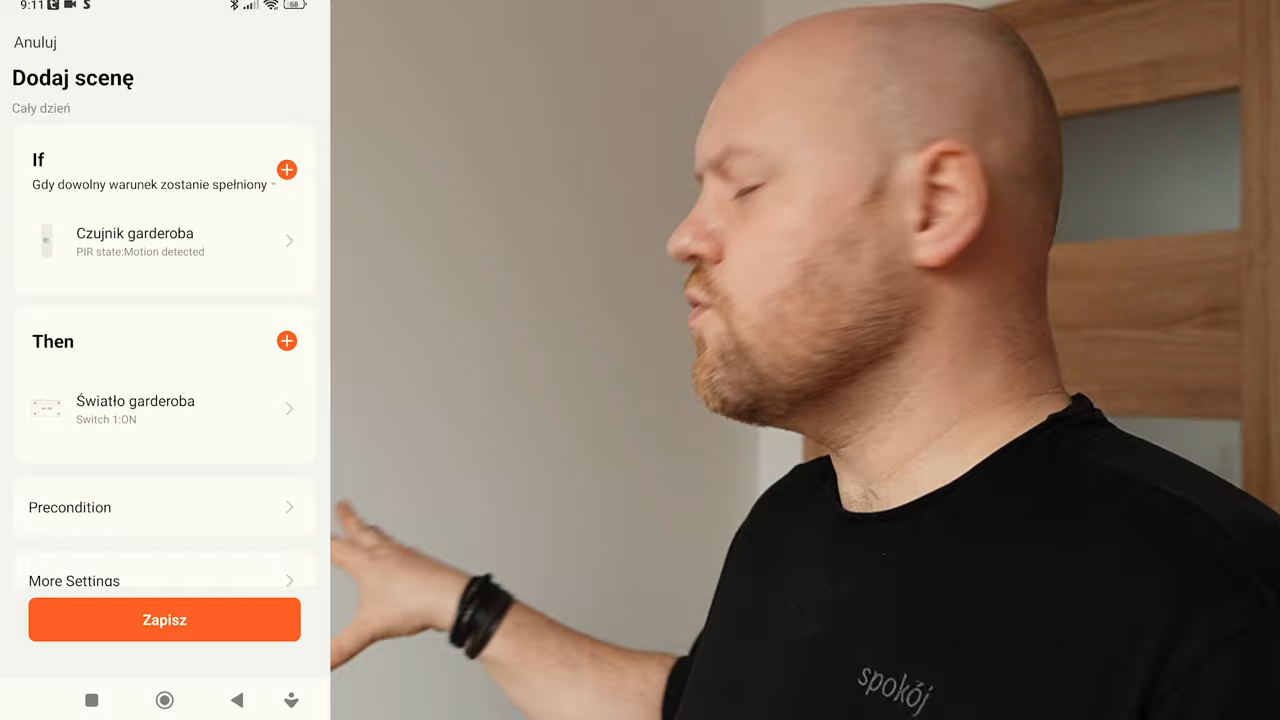 9:11
68
Anuluj
Dodaj scenę
Cały dzień
If
Gdy dowolny warunek zostanie spełniony
Czujnik garderoba
PIR state:Motion detected
Then
Światło garderoba
Switch 1:ON
Precondition
More Settings
Zapisz
spokój